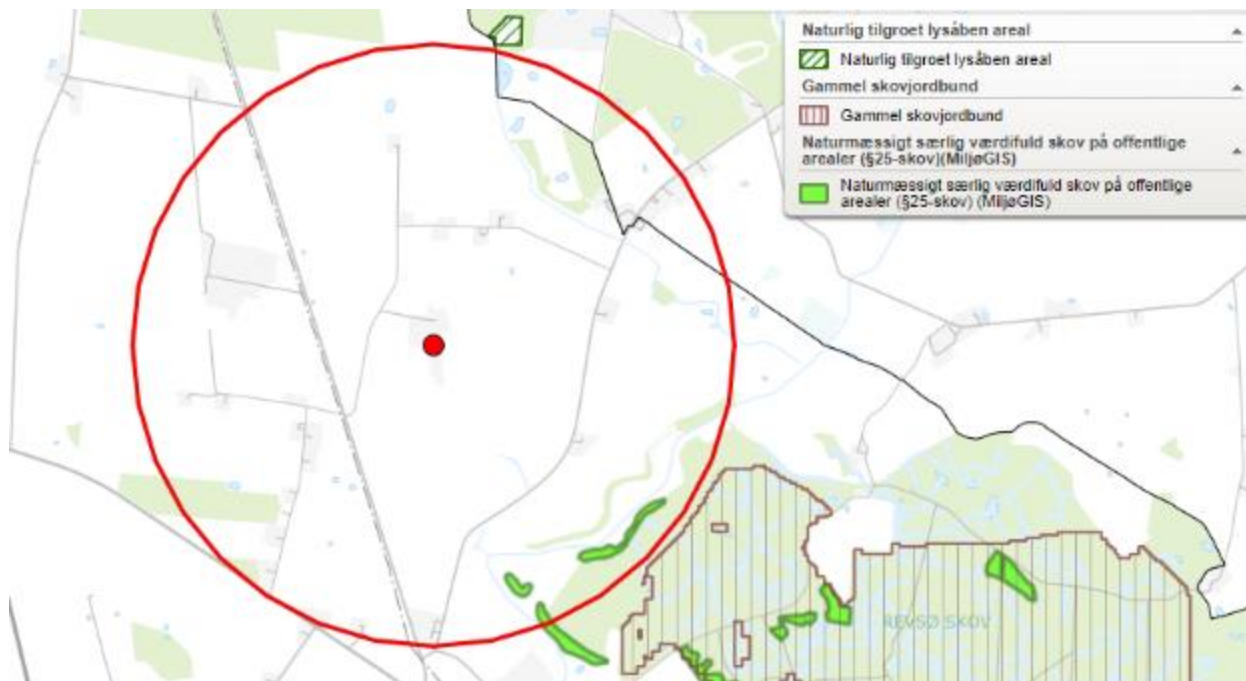 Naturlig tilgroet lysåben areal
Naturlig tilgroet lysåben areal
Gammel skovjordbund
Gammel skovjordbund
Naturmæssigt særlig værdifuld skov på offentlige
arealer (§25-skov)(MiljøGIS)
Naturmæssigt særlig værdifuld skov på offentlige
arealer (§25-skov) (MiljøGIS)
REVSØ SKOV